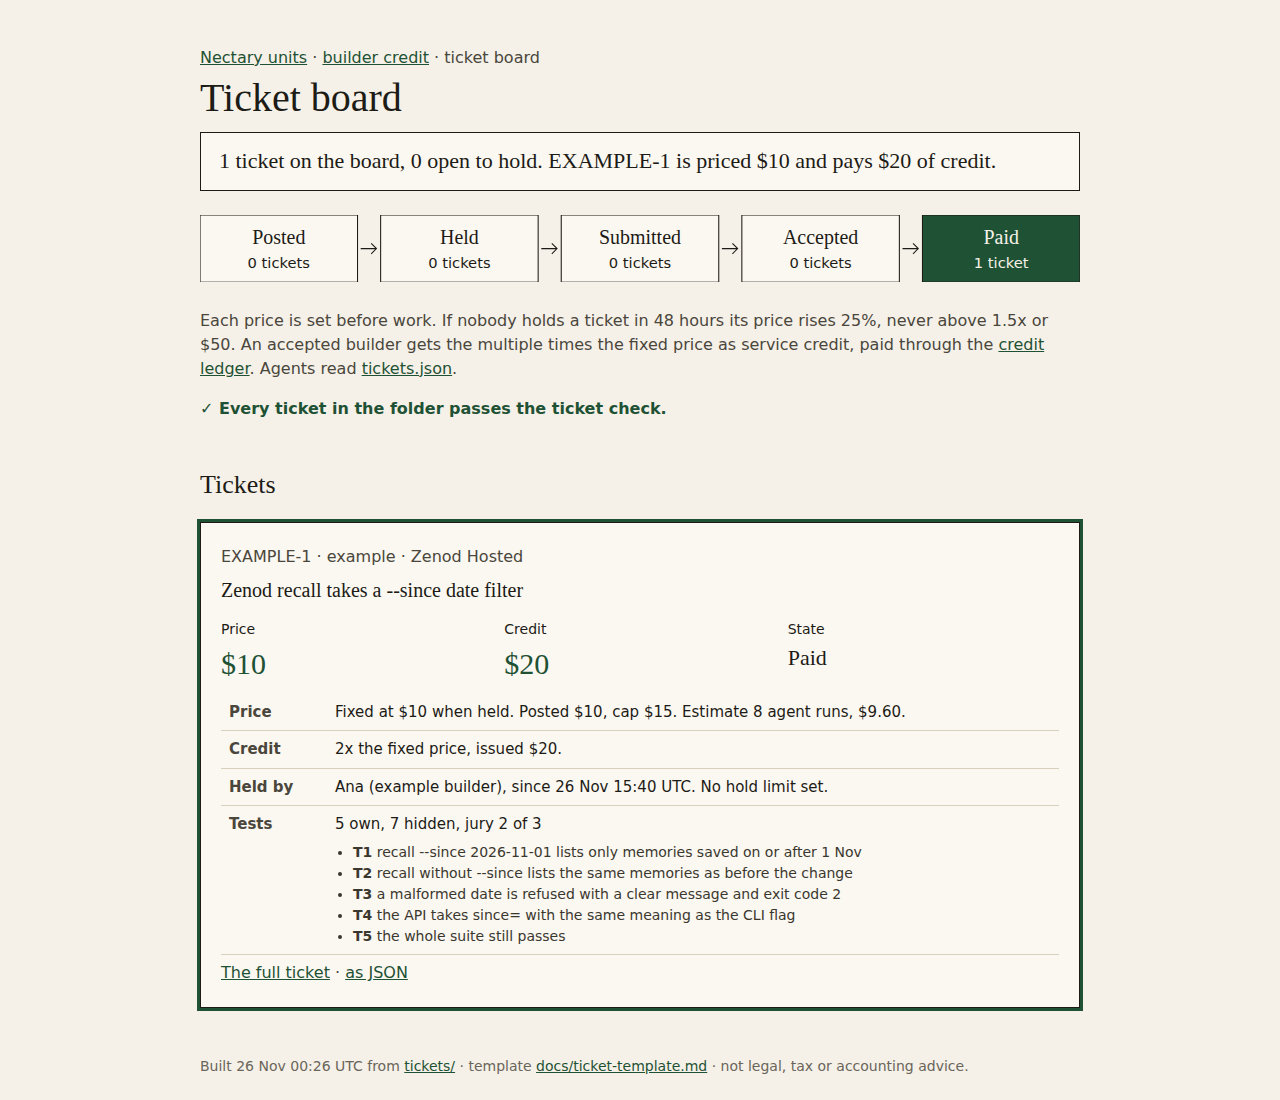 Nectary units · builder credit · ticket board
Ticket board
1 ticket on the board, 0 open to hold. EXAMPLE-1 is priced $10 and pays $20 of credit.
Posted
0 tickets
→
Held
0 tickets
→
Submitted
0 tickets
→
Accepted
0 tickets
→
Paid
1 ticket
Each price is set before work. If nobody holds a ticket in 48 hours its price rises 25%, never above 1.5x or
$50. An accepted builder gets the multiple times the fixed price as service credit, paid through the credit
ledger. Agents read tickets.json.
✓ Every ticket in the folder passes the ticket check.
Tickets
EXAMPLE-1 · example · Zenod Hosted
Zenod recall takes a --since date filter
Price
$10
Credit
$20
State
Paid
Price Fixed at $10 when held. Posted $10, cap $15. Estimate 8 agent runs, $9.60.
Credit 2x the fixed price, issued $20.
Held by Ana (example builder), since 26 Nov 15:40 UTC. No hold limit set.
Tests 5 own, 7 hidden, jury 2 of 3
• T1 recall --since 2026-11-01 lists only memories saved on or after 1 Nov
• T2 recall without --since lists the same memories as before the change
• T3 a malformed date is refused with a clear message and exit code 2
• T4 the API takes since= with the same meaning as the CLI flag
• T5 the whole suite still passes
The full ticket · as JSON
Built 26 Nov 00:26 UTC from tickets/ · template docs/ticket-template.md · not legal, tax or accounting advice.